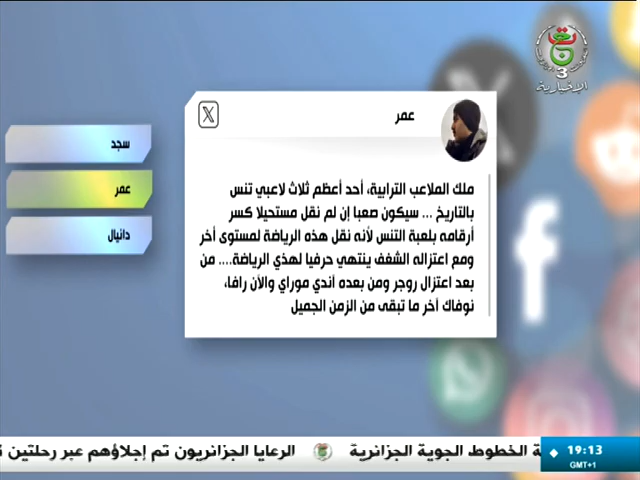 3
الإخبارية
عمر
سجد
عمر
دانيال
ملك الملاعب الترابية، أحد أعظم ثلاث لاعبي تنس
بالتاريخ ... سيكون صعبا إن لم نقل مستحيلا كسر
أرقامه بلعبة التنس لأنه نقل هذه الرياضة لمستوى أخر
ومع اعتزاله الشغف ينتهي حرفيا لهذي الرياضة.... من
بعد اعتزال روجر ومن بعده أندي موراي والأن رافا،
نوفاك أخر ما تبقى من الزمن الجميل
الخطوط الجوية الجزائرية
الرعايا الجزائريون تم إجلاؤهم عبر رحلتين
19:13
GMT+1